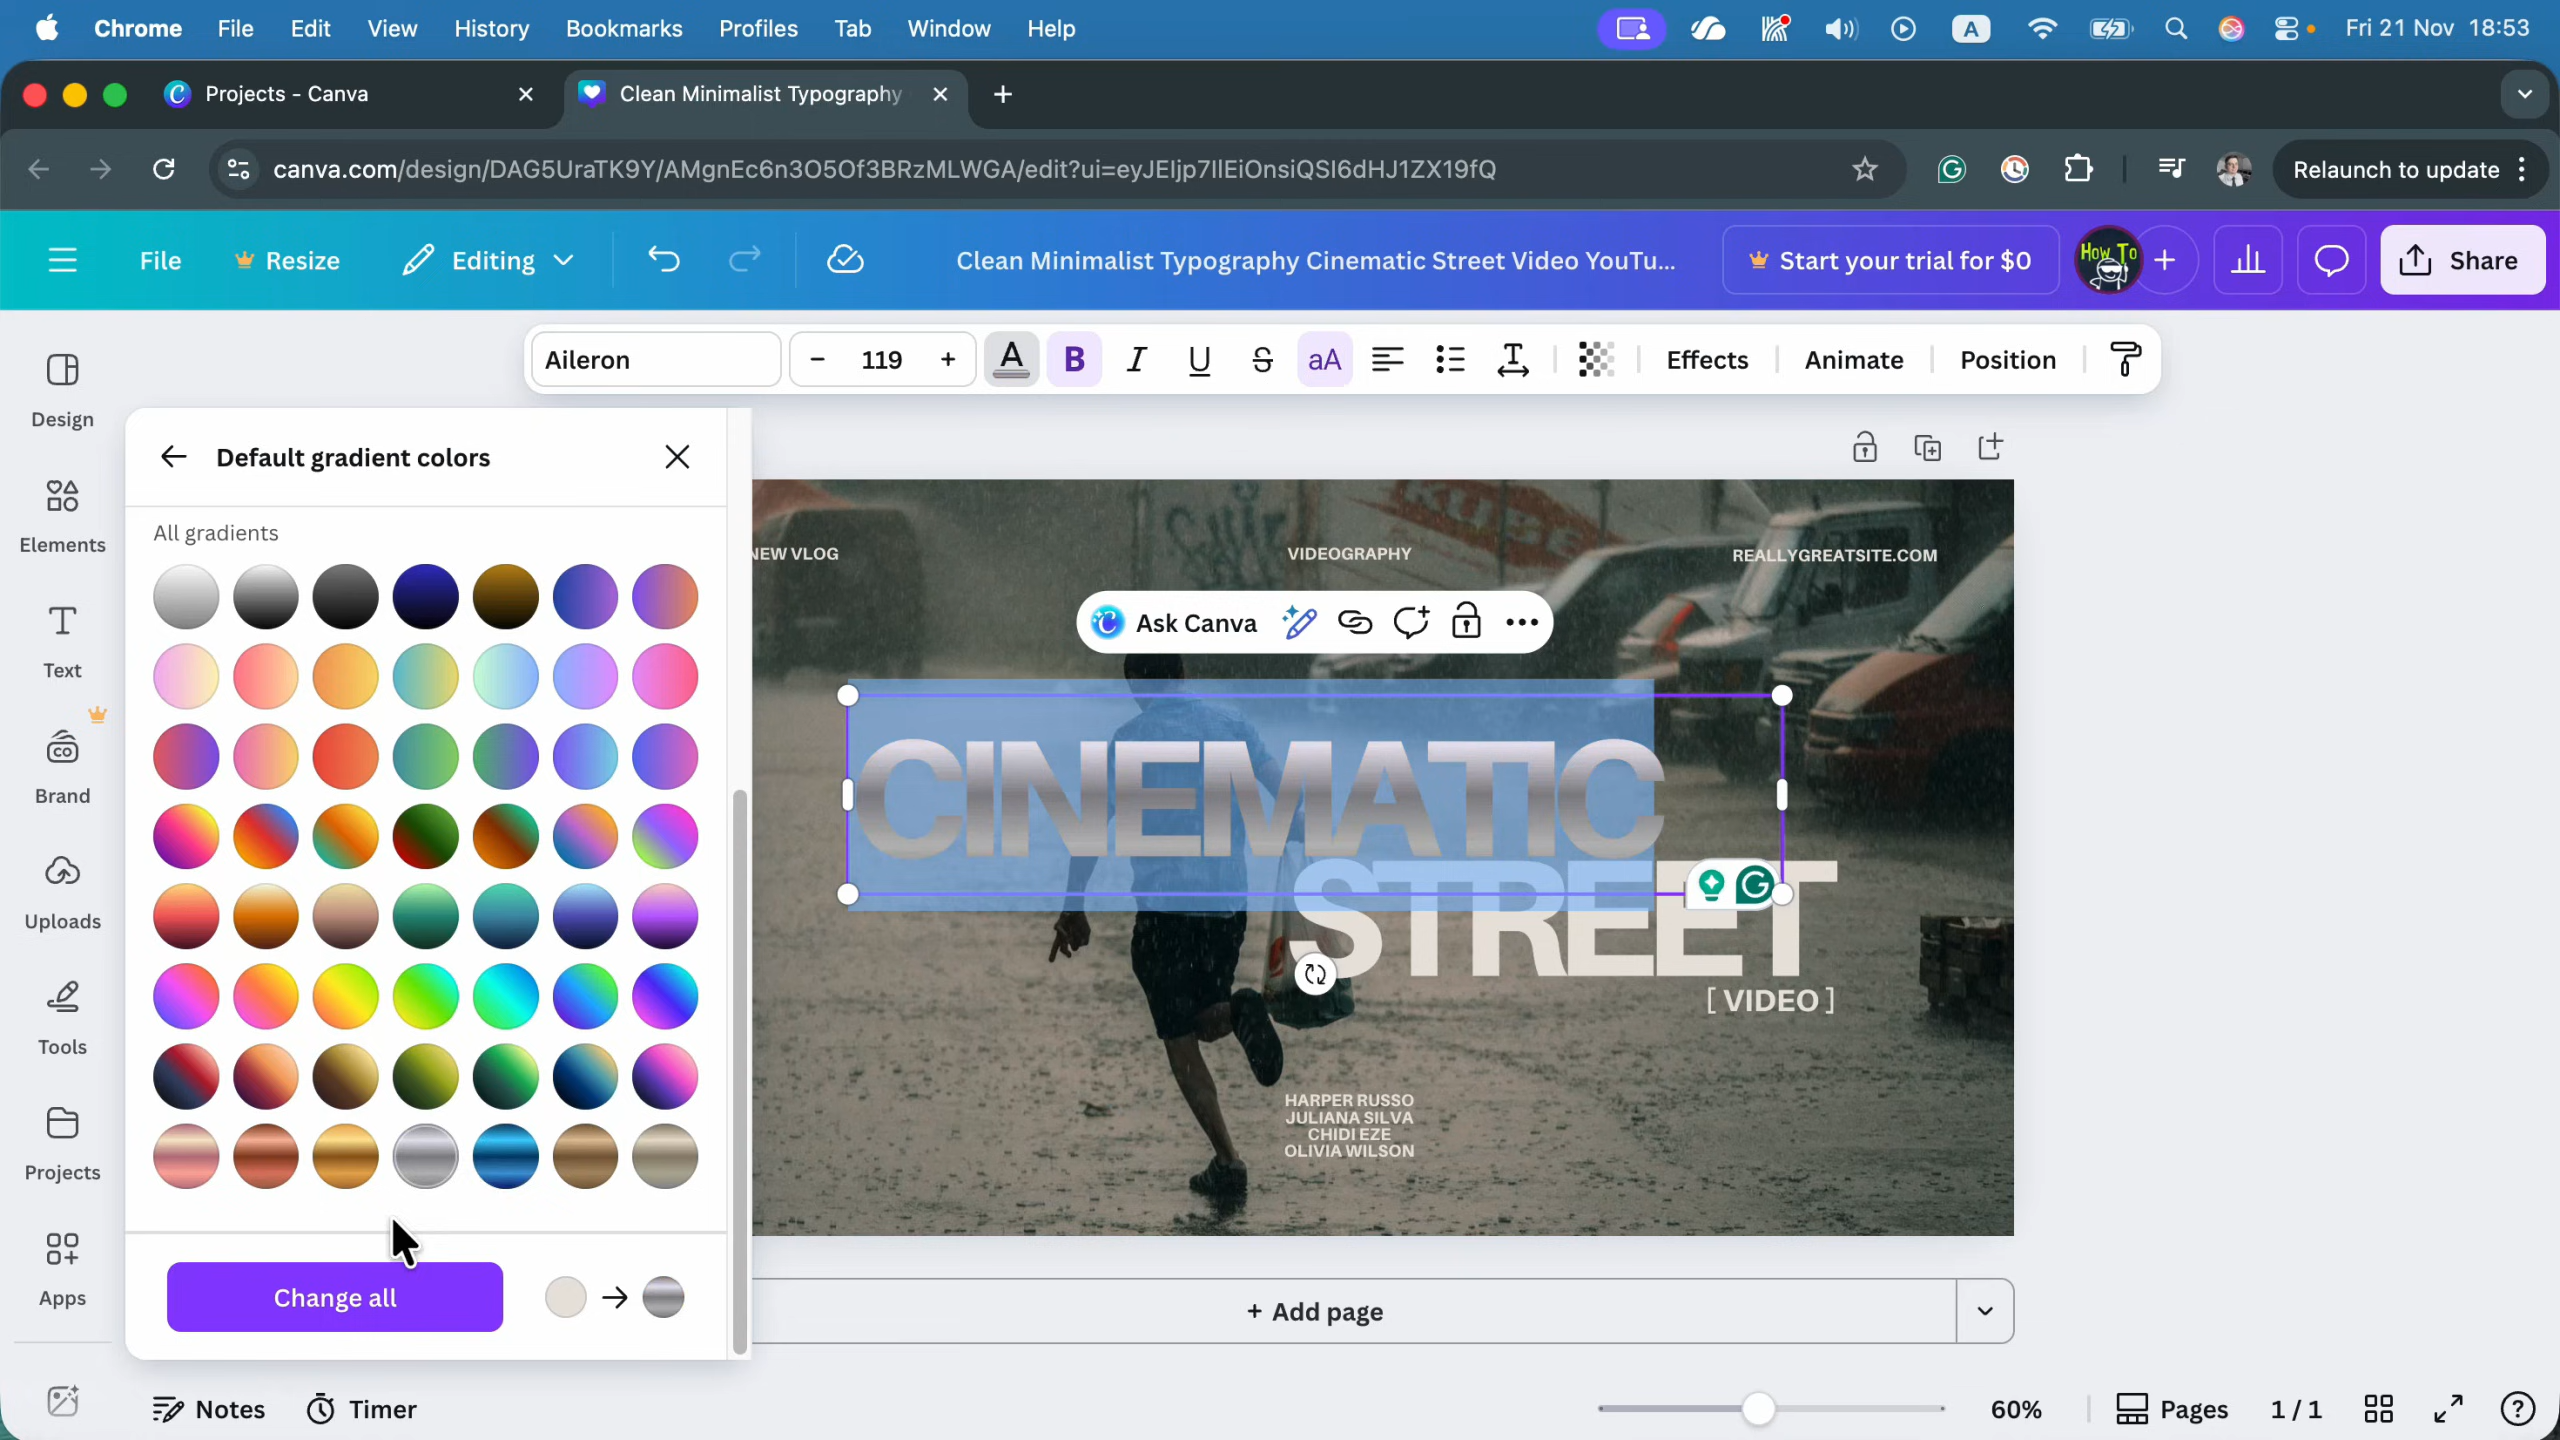 Chrome File Edit View History Bookmarks Profiles Tab Window Help A Fri 21 Nov 18:53
Projects - Canva Clean Minimalist Typography
canva.com/design/DAG5UraTK9Y/AMgnEc6n3O5Of3BRzMLWGA/edit?ui=eyJEIjp7IlEiOnsiQSI6dHJ1ZX19fQ Relaunch to update
File Resize Editing Clean Minimalist Typography Cinematic Street Video YouTu... Start your trial for $0 How To Share
Aileron 119 A B I U S aA T Effects Animate Position
Design
Elements
Text
Brand
Uploads
Tools
Projects
Apps
Default gradient colors
All gradients
Change all
NEW VLOG VIDEOGRAPHY REALLYGREATSITE.COM
Ask Canva
CINEMATIC
STREET
[ VIDEO ]
HARPER RUSSO
JULIANA SILVA
CHIDI EZE
OLIVIA WILSON
+ Add page
Notes Timer 60% Pages 1 / 1